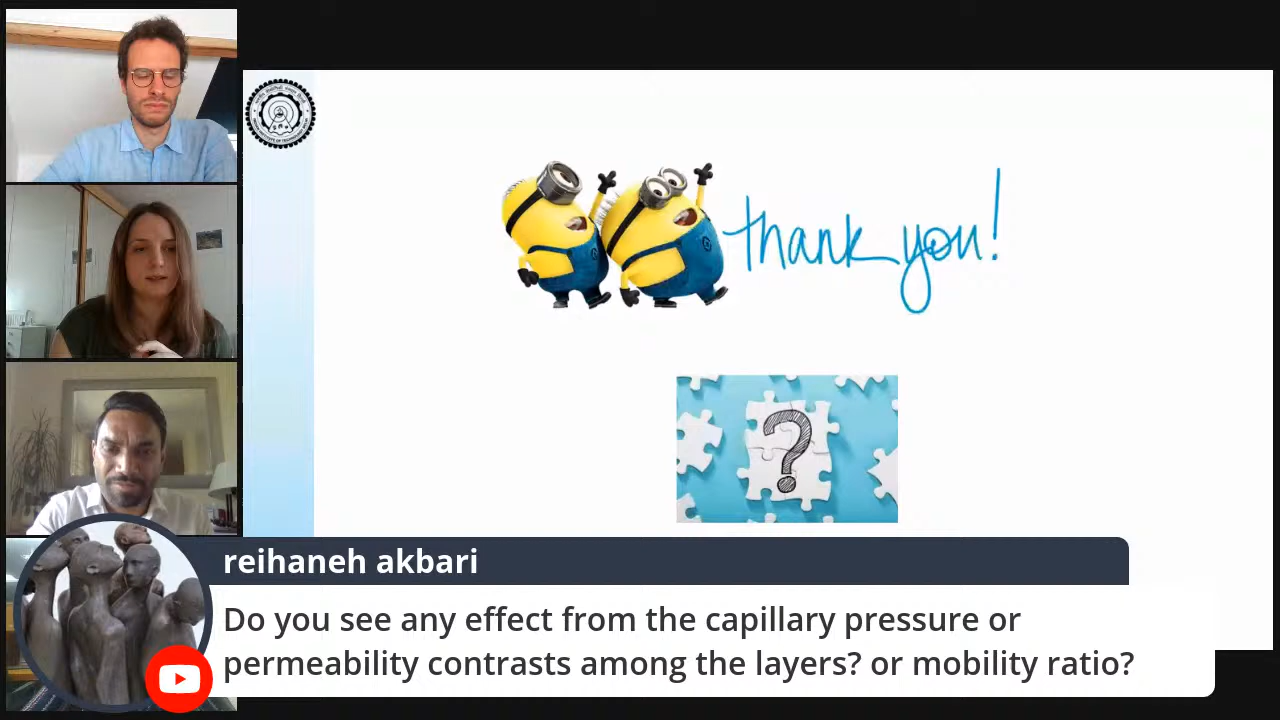 thank you!
?
reihaneh akbari
Do you see any effect from the capillary pressure or
permeability contrasts among the layers? or mobility ratio?